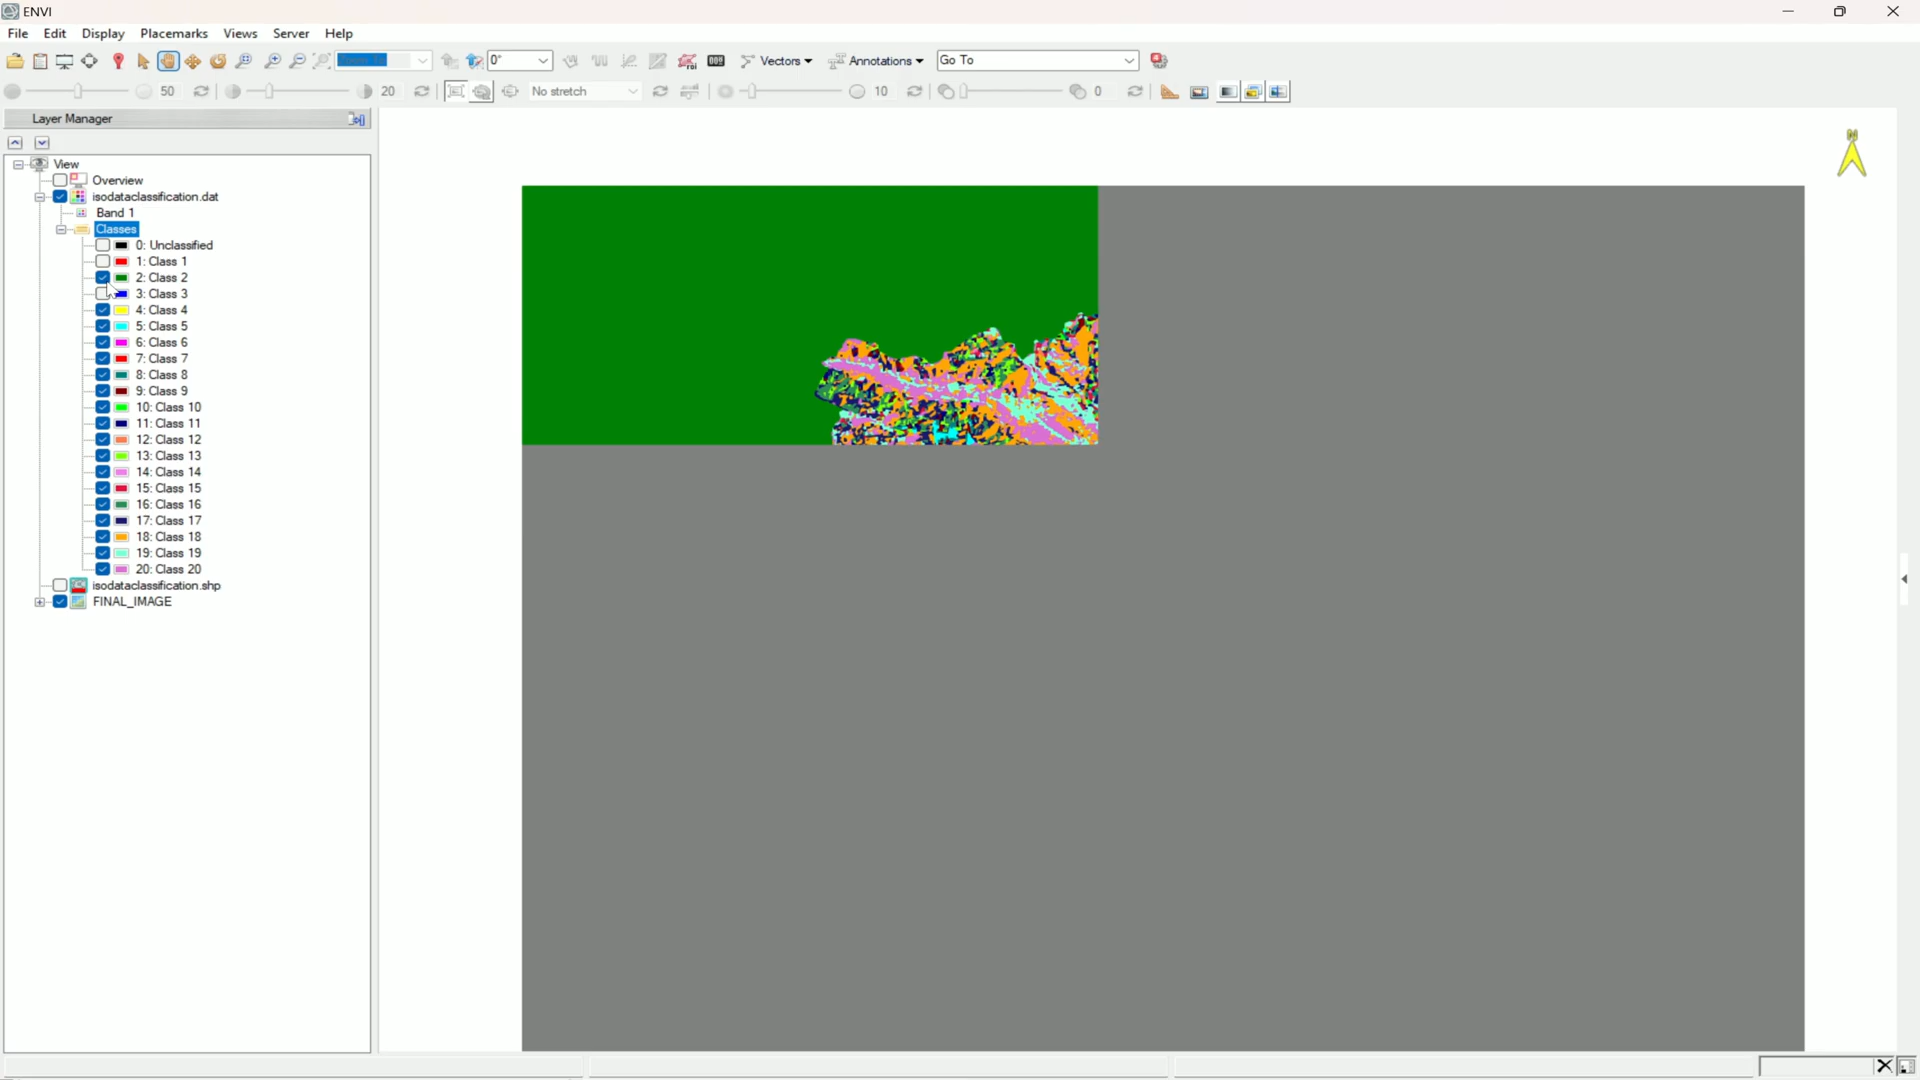 ENVI
File Edit Display Placemarks Views Server Help
0° Vectors Annotations Go To
50 20 No stretch 10 0
Layer Manager
View
Overview
isodataclassification.dat
Band 1
Classes
0: Unclassified
1: Class 1
2: Class 2
3: Class 3
4: Class 4
5: Class 5
6: Class 6
7: Class 7
8: Class 8
9: Class 9
10: Class 10
11: Class 11
12: Class 12
13: Class 13
14: Class 14
15: Class 15
16: Class 16
17: Class 17
18: Class 18
19: Class 19
20: Class 20
isodataclassification.shp
FINAL_IMAGE
N